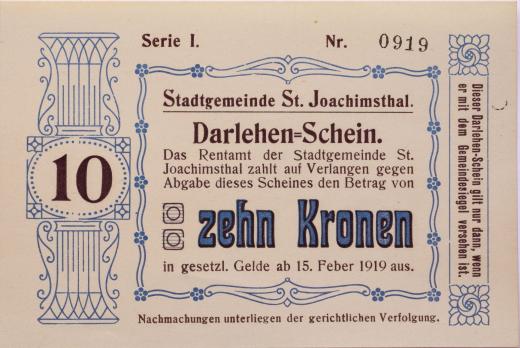 Serie I. Nr. 0919
Stadtgemeinde St. Joachimsthal.
Darlehen=Schein.
Das Rentamt der Stadtgemeinde St.
Joachimsthal zahlt auf Verlangen gegen
Abgabe dieses Scheines den Betrag von
zehn Kronen
in gesetzl. Gelde ab 15. Feber 1919 aus.
10
Nachmachungen unterliegen der gerichtlichen Verfolgung.
Dieser Darlehen-Schein gilt nur dann, wenn
er mit dem Gemeindesiegel versehen ist.